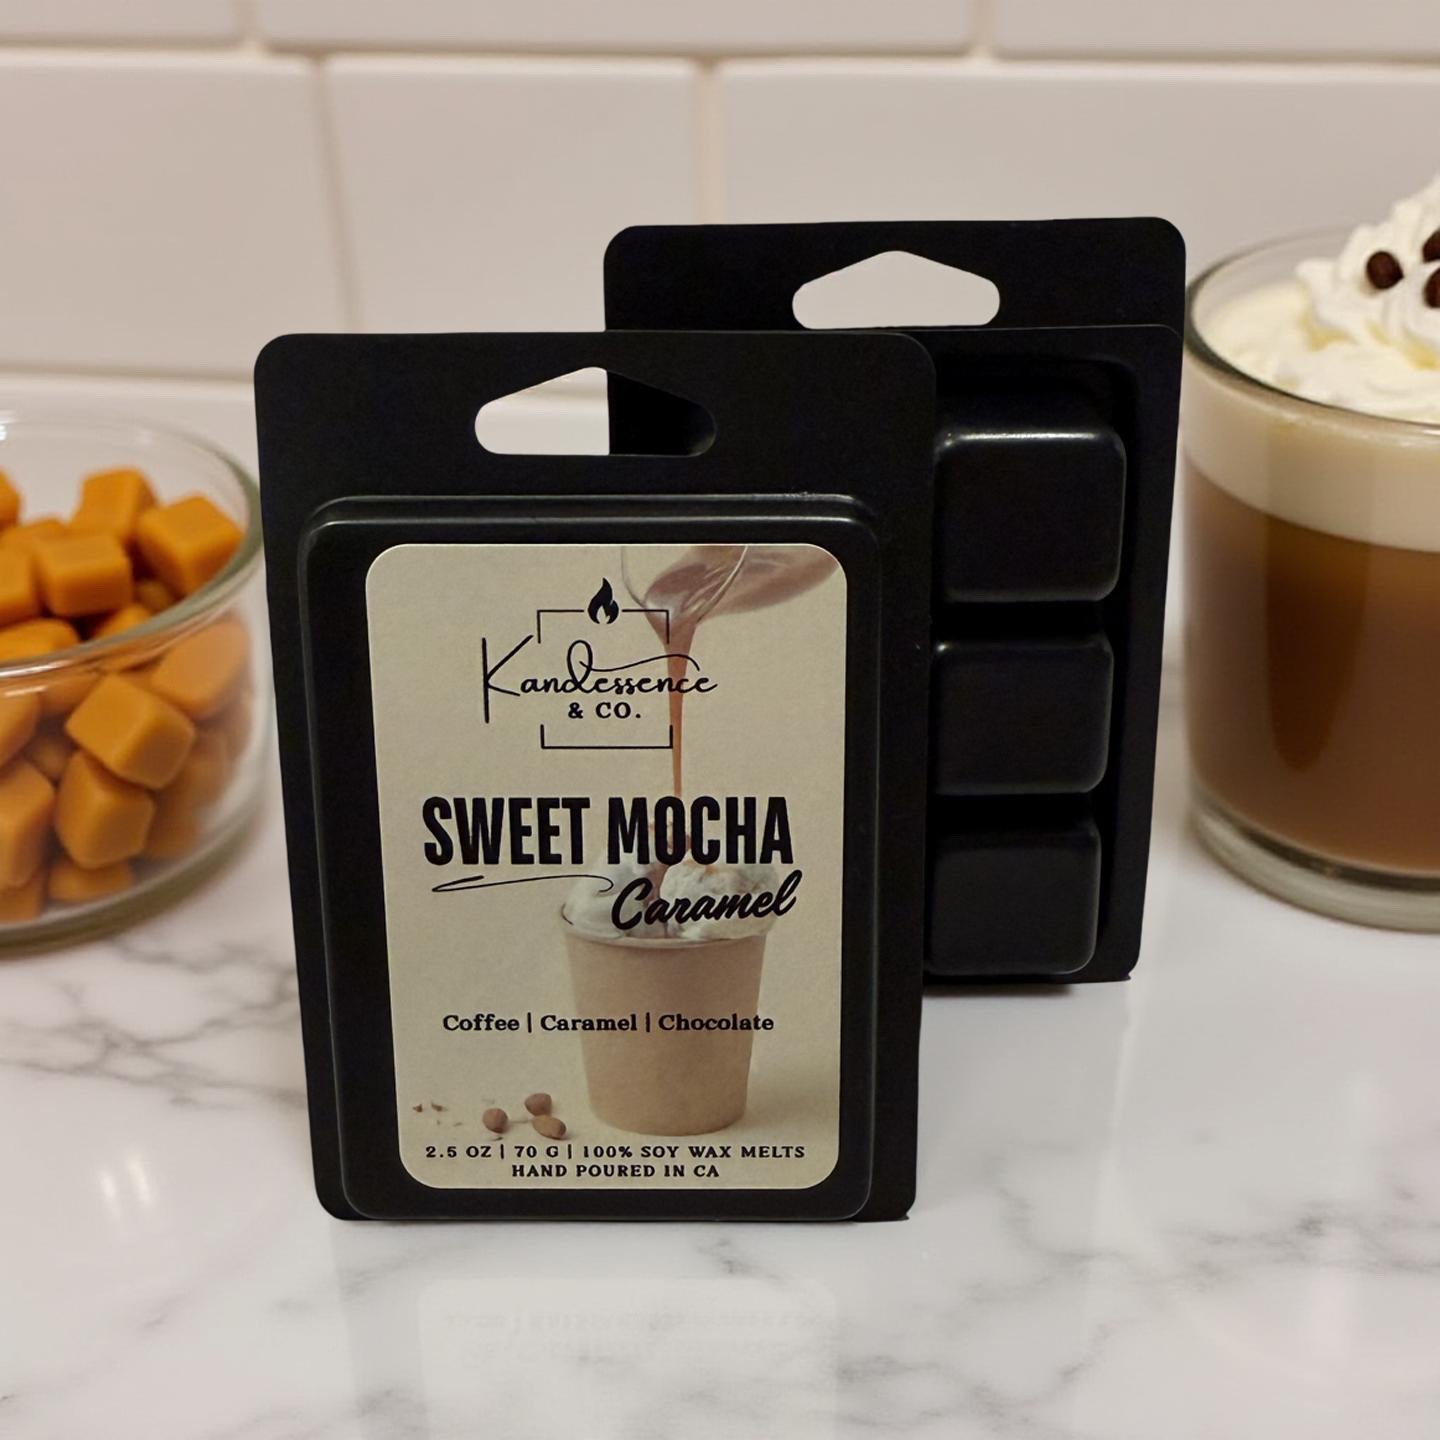 Kandessence
& CO.
SWEET MOCHA
Caramel
Coffee | Caramel | Chocolate
2.5 OZ | 70 G | 100% SOY WAX MELTS
HAND POURED IN CA